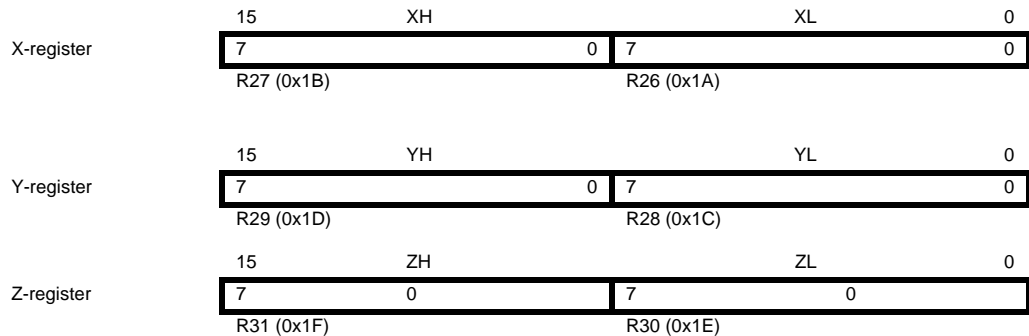 15 XH XL 0
X-register 7 0 7 0
R27 (0x1B) R26 (0x1A)
15 YH YL 0
Y-register 7 0 7 0
R29 (0x1D) R28 (0x1C)
15 ZH ZL 0
Z-register 7 0 7 0
R31 (0x1F) R30 (0x1E)